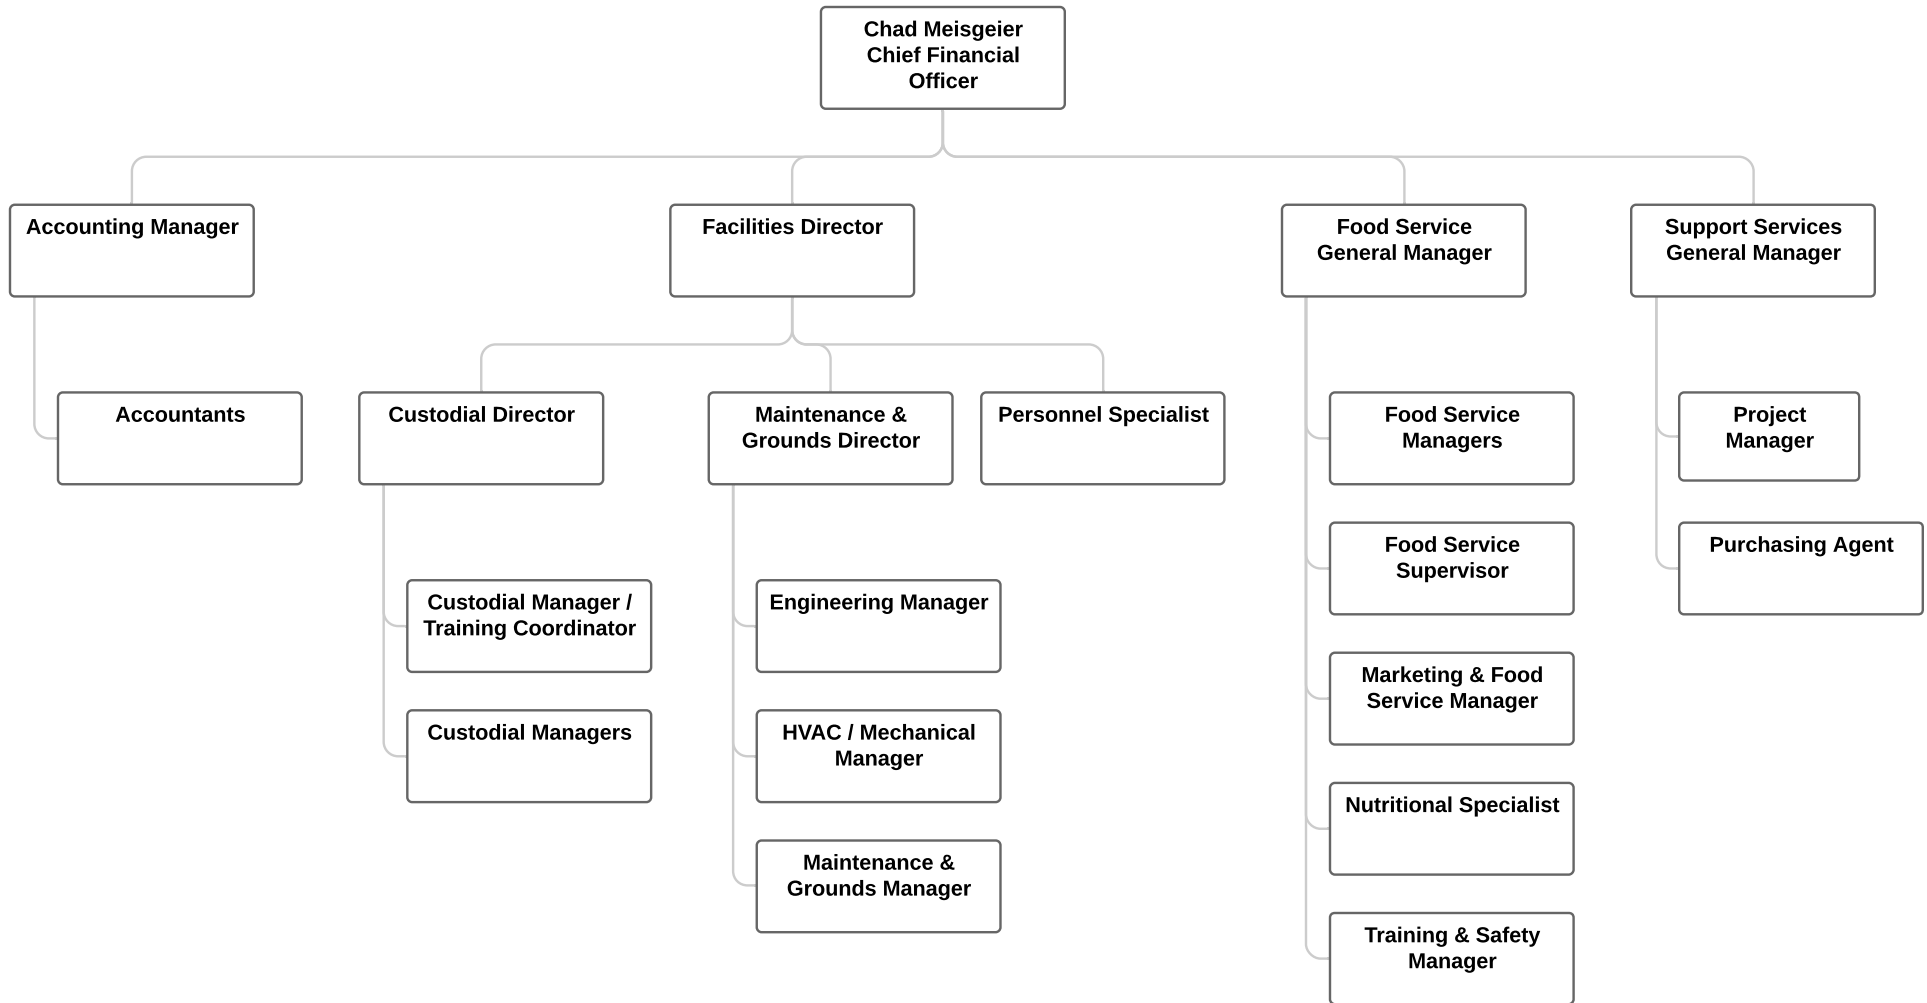 Chad Meisgeier
Chief Financial
Officer
Accounting Manager
Facilities Director
Food Service
General Manager
Support Services
General Manager
Accountants
Custodial Director
Maintenance &
Grounds Director
Personnel Specialist
Food Service
Managers
Project
Manager
Food Service
Supervisor
Purchasing Agent
Custodial Manager /
Training Coordinator
Engineering Manager
Marketing & Food
Service Manager
Custodial Managers
HVAC / Mechanical
Manager
Nutritional Specialist
Maintenance &
Grounds Manager
Training & Safety
Manager